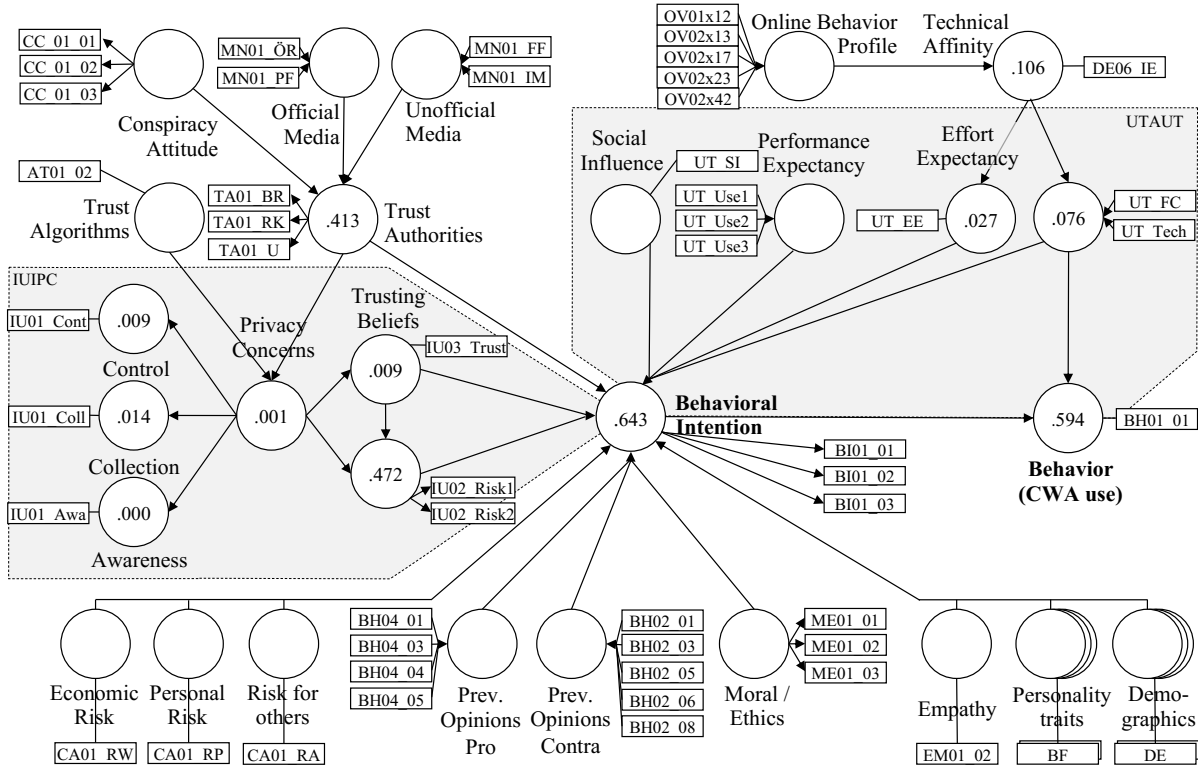 CC_01_01
CC_01_02
CC_01_03
Conspiracy
Attitude
MN01_ÖR
MN01_PF
Official
Media
MN01_FF
MN01_IM
Unofficial
Media
OV01x12
OV02x13
OV02x17
OV02x23
OV02x42
Online Behavior
Profile
Technical
Affinity
.106
DE06_IE
UTAUT
Social
Influence
UT_SI
Performance
Expectancy
UT_Use1
UT_Use2
UT_Use3
Effort
Expectancy
UT_EE
.027
.076
UT_FC
UT_Tech
AT01_02
Trust
Algorithms
TA01_BR
TA01_RK
TA01_U
.413
Trust
Authorities
IUIPC
IU01_Cont
.009
Control
IU01_Coll
.014
Collection
IU01_Awa
.000
Awareness
Privacy
Concerns
.001
Trusting
Beliefs
.009
IU03_Trust
.472
IU02_Risk1
IU02_Risk2
.643
Behavioral
Intention
BI01_01
BI01_02
BI01_03
.594
BH01_01
Behavior
(CWA use)
Economic
Risk
CA01_RW
Personal
Risk
CA01_RP
Risk for
others
CA01_RA
BH04_01
BH04_03
BH04_04
BH04_05
Prev.
Opinions
Pro
Prev.
Opinions
Contra
BH02_01
BH02_03
BH02_05
BH02_06
BH02_08
Moral /
Ethics
ME01_01
ME01_02
ME01_03
Empathy
EM01_02
Personality
traits
BF
Demo-
graphics
DE